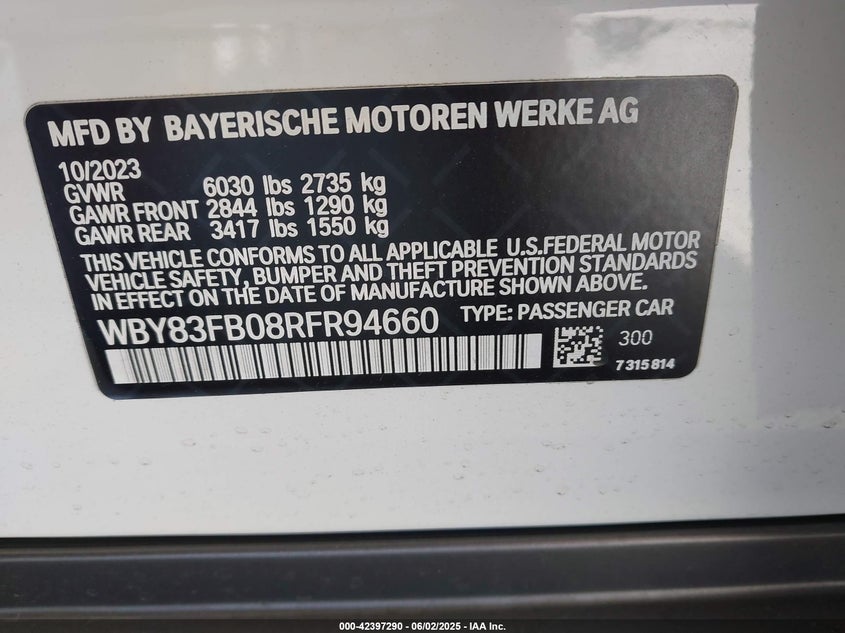 MFD BY BAYERISCHE MOTOREN WERKE AG
10/2023
GVWR 6030 lbs 2735 kg
GAWR FRONT 2844 lbs 1290 kg
GAWR REAR 3417 lbs 1550 kg
THIS VEHICLE CONFORMS TO ALL APPLICABLE U.S.FEDERAL MOTOR
VEHICLE SAFETY, BUMPER AND THEFT PREVENTION STANDARDS
IN EFFECT ON THE DATE OF MANUFACTURE SHOWN ABOVE.
WBY83FB08RFR94660 TYPE: PASSENGER CAR
300
7 315 814
000-42397290 - 06/02/2025 - IAA Inc.